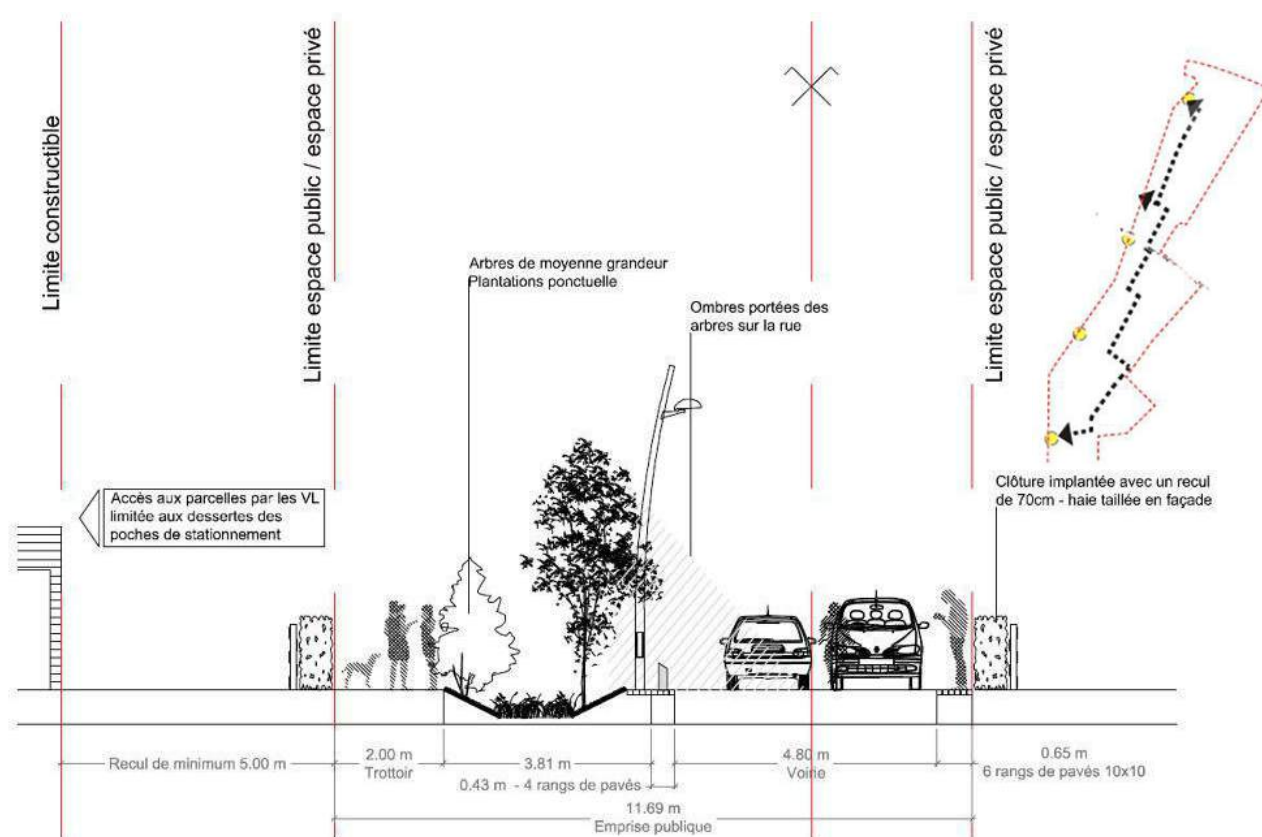 Limite constructible
Limite espace public / espace privé
Limite espace public / espace privé
Arbres de moyenne grandeur
Plantations ponctuelle
Ombres portées des
arbres sur la rue
Clôture implantée avec un recul
de 70cm - haie taillée en façade
Accès aux parcelles par les VL
limitée aux dessertes des
poches de stationnement
Recul de minimum 5.00 m
2.00 m
Trottoir
3.81 m
0.43 m - 4 rangs de pavés
4.80 m
Voirie
0.65 m
6 rangs de pavés 10x10
11.69 m
Emprise publique